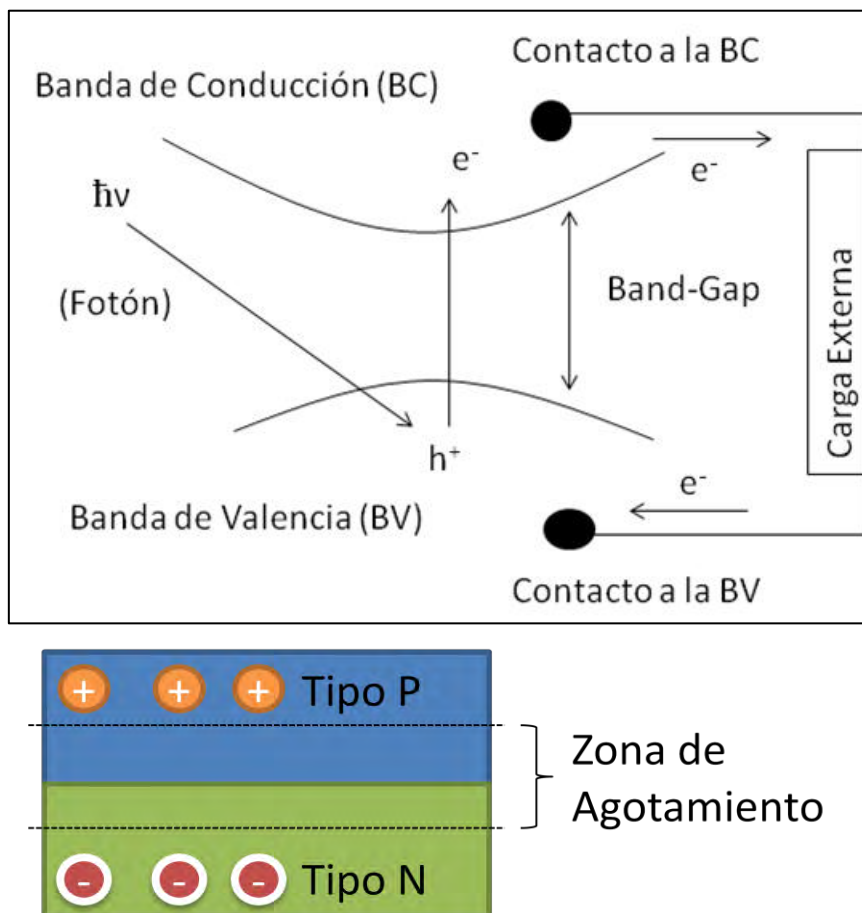 Contacto a la BC
Banda de Conducción (BC)
e⁻
e⁻
ħν
(Fotón)
Band-Gap
Carga Externa
h⁺
e⁻
Banda de Valencia (BV)
Contacto a la BV
+ + + Tipo P
Zona de
Agotamiento
- - - Tipo N